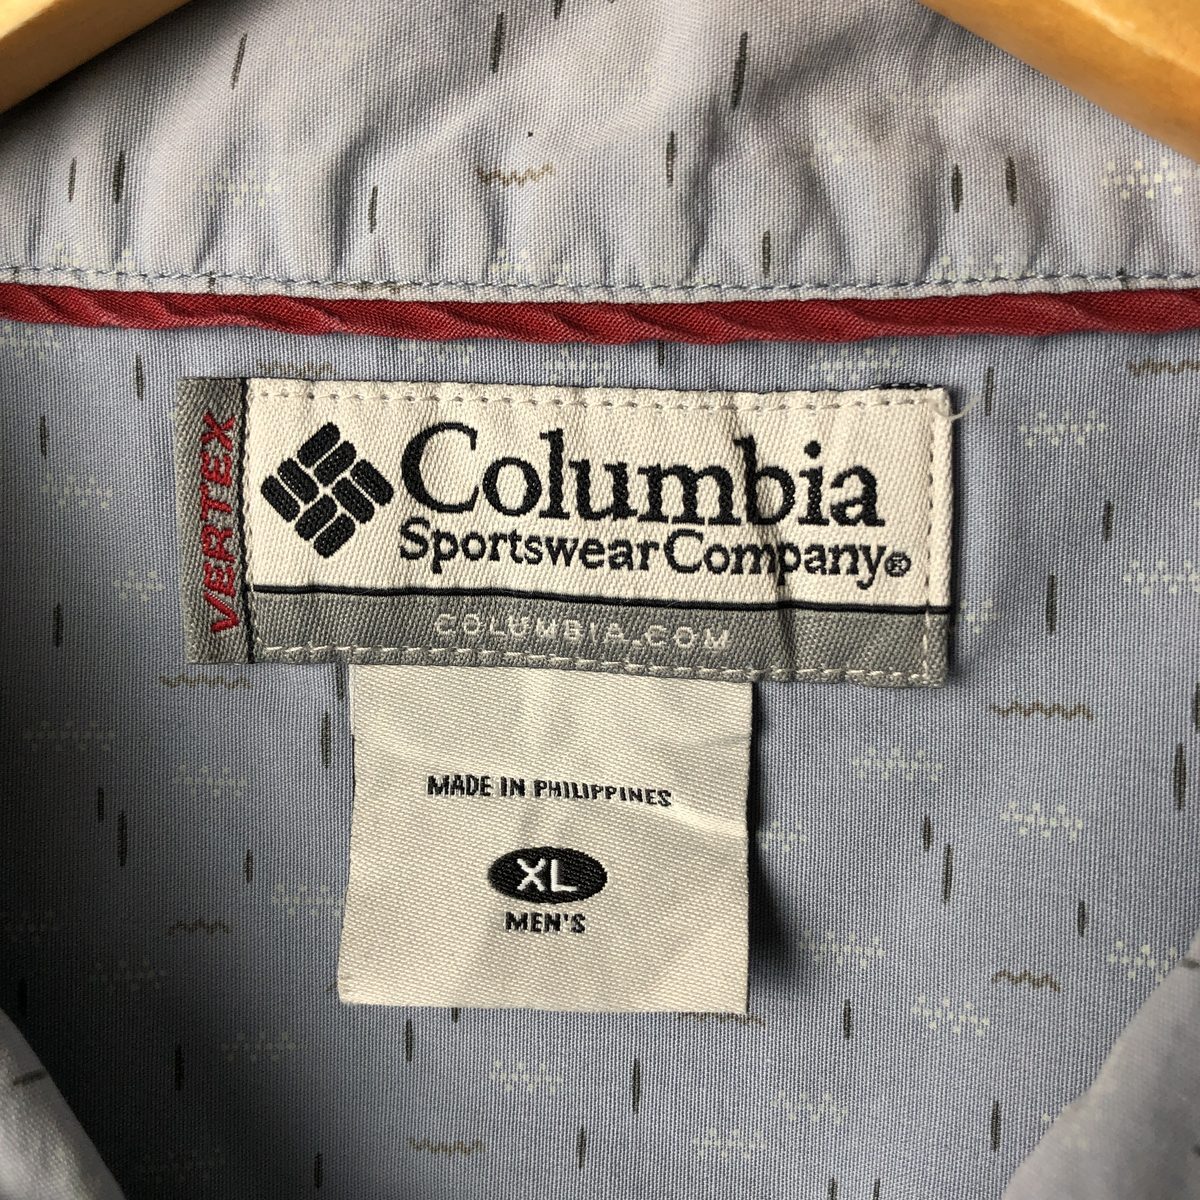 VERTEX
Columbia
Sportswear Company®
COLUMBIA.COM
MADE IN PHILIPPINES
XL
MEN'S